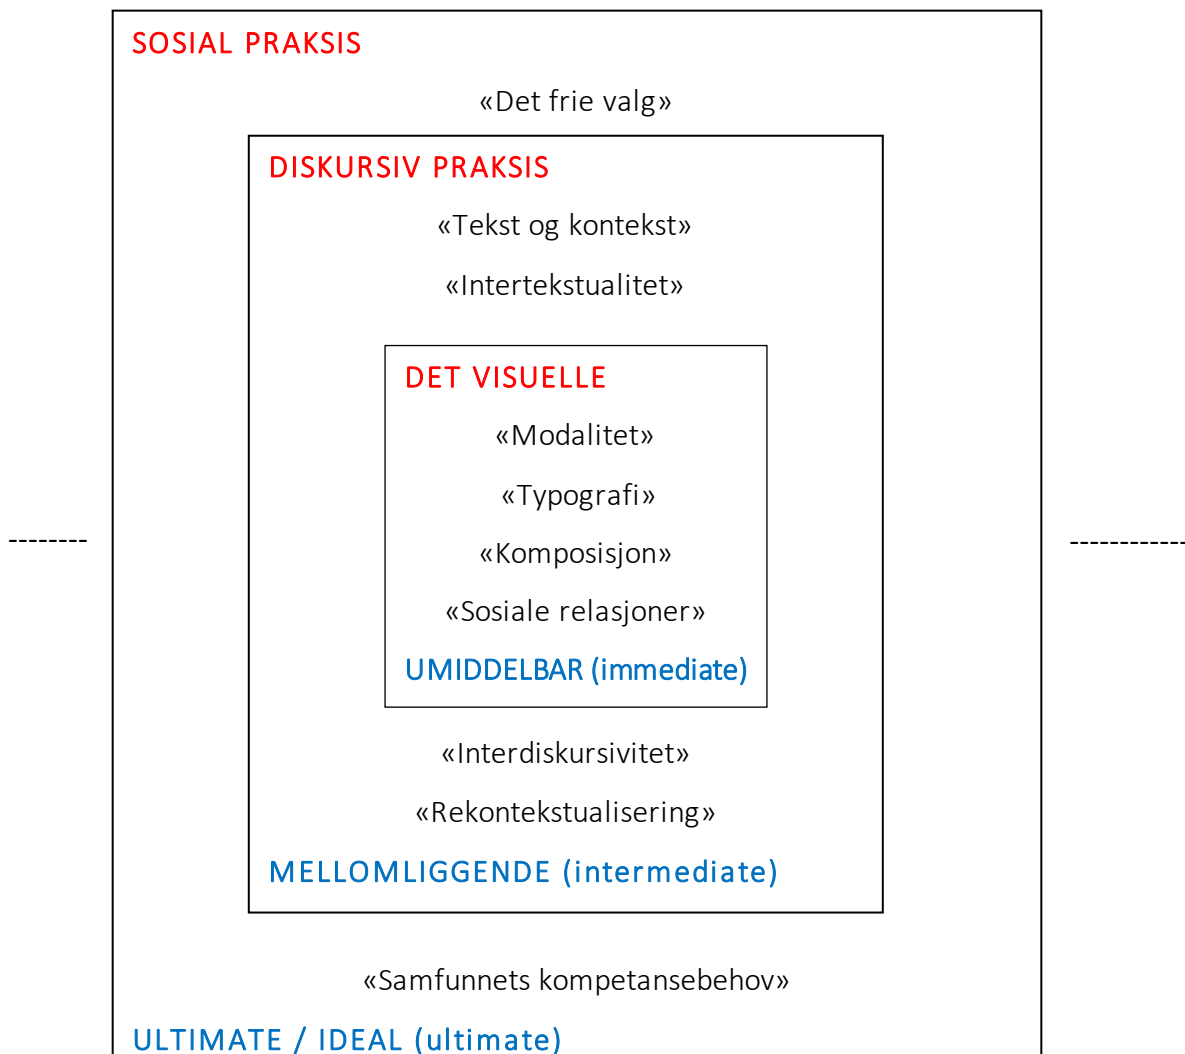 SOSIAL PRAKSIS
«Det frie valg»
DISKURSIV PRAKSIS
«Tekst og kontekst»
«Intertekstualitet»
DET VISUELLE
«Modalitet»
«Typografi»
«Komposisjon»
«Sosiale relasjoner»
UMIDDELBAR (immediate)
«Interdiskursivitet»
«Rekontekstualisering»
MELLOMLIGGENDE (intermediate)
«Samfunnets kompetansebehov»
ULTIMATE / IDEAL (ultimate)